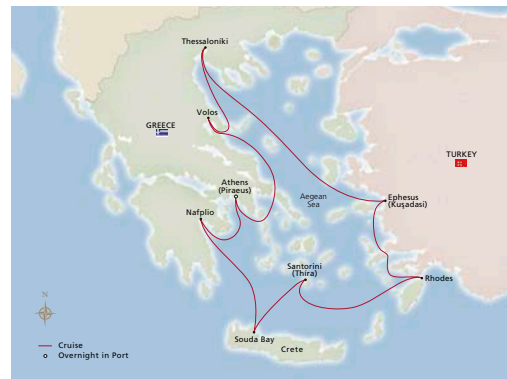 Thessaloniki
Volos
GREECE
TURKEY
Athens
(Piraeus)
Aegean
Sea
Ephesus
(Kuşadasi)
Nafplio
Santorini
(Thira)
Rhodes
N
Souda Bay
Crete
Cruise
Overnight in Port